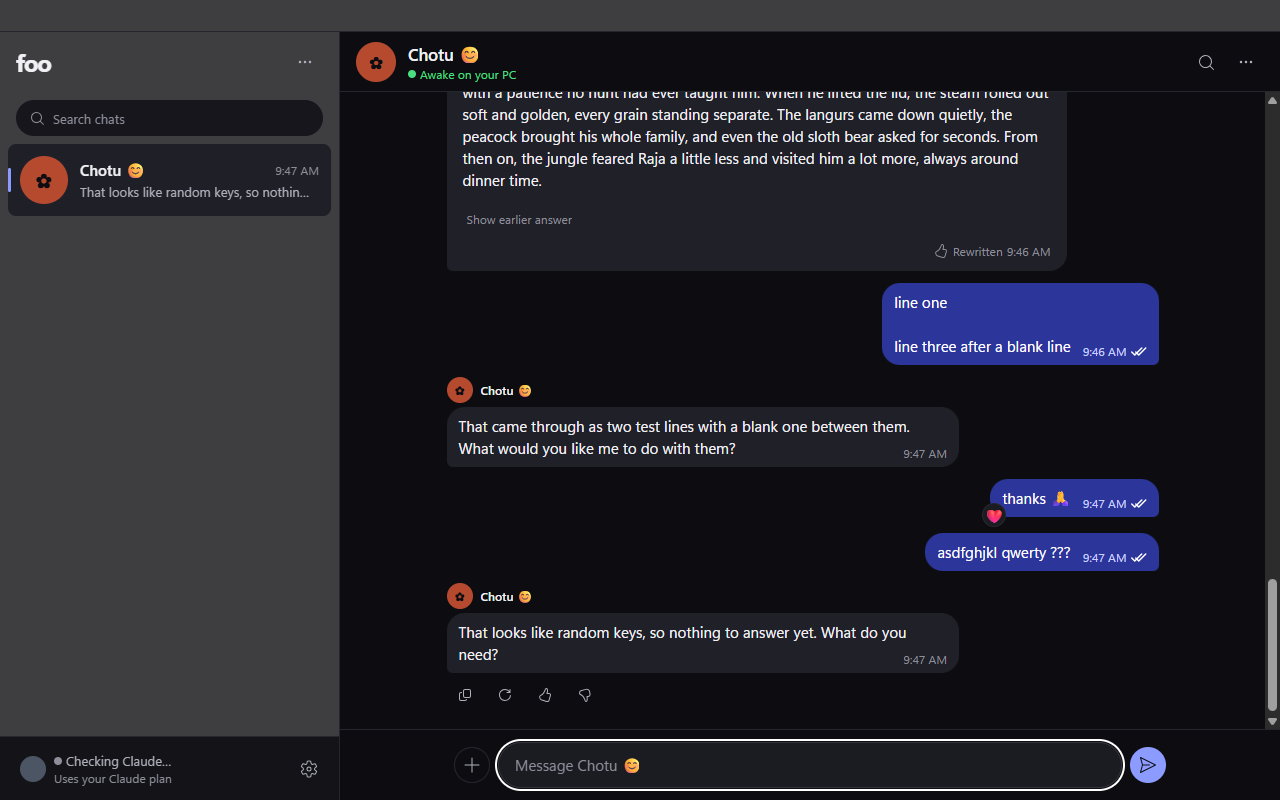 foo
Search chats
Chotu 😊
9:47 AM
That looks like random keys, so nothin...
Checking Claude...
Uses your Claude plan
Chotu 😊
Awake on your PC
with a patience no hunt had ever taught him. When he lifted the lid, the steam rolled out
soft and golden, every grain standing separate. The langurs came down quietly, the
peacock brought his whole family, and even the old sloth bear asked for seconds. From
then on, the jungle feared Raja a little less and visited him a lot more, always around
dinner time.
Show earlier answer
Rewritten 9:46 AM
line one

line three after a blank line 9:46 AM
Chotu 😊
That came through as two test lines with a blank one between them.
What would you like me to do with them?
9:47 AM
thanks 🙏 9:47 AM
asdfghjkl qwerty ??? 9:47 AM
Chotu 😊
That looks like random keys, so nothing to answer yet. What do you
need?
9:47 AM
Message Chotu 😊